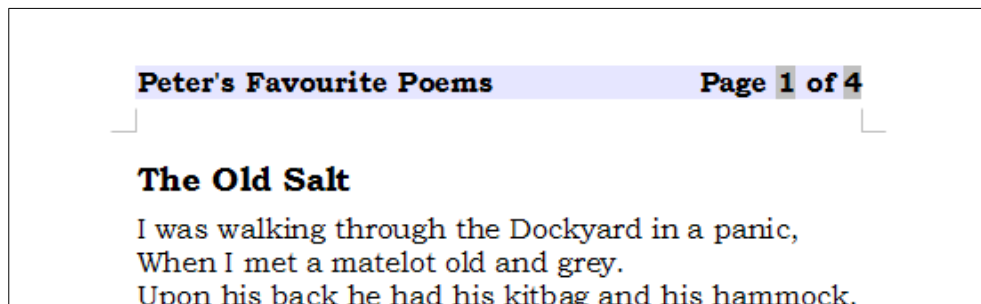 Peter's Favourite Poems Page 1 of 4
The Old Salt
I was walking through the Dockyard in a panic,
When I met a matelot old and grey.
Upon his back he had his kitbag and his hammock,